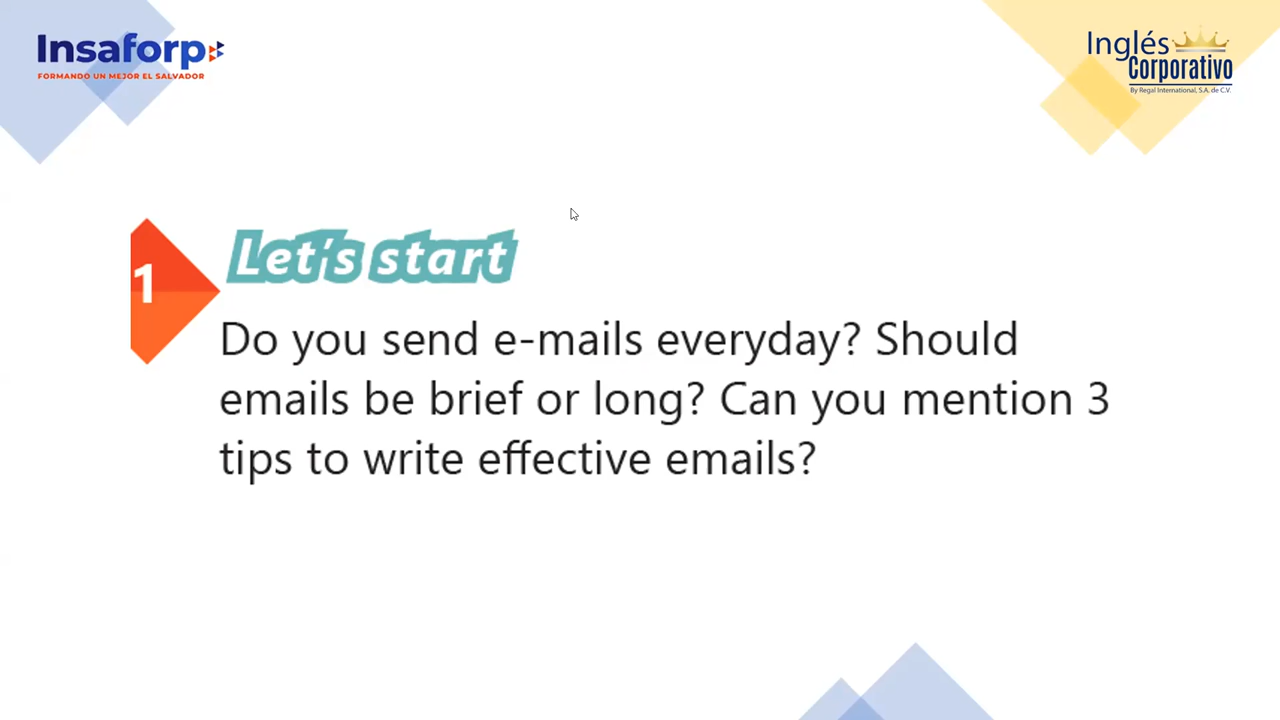 Insaforp
FORMANDO UN MEJOR EL SALVADOR
Inglés
Corporativo
By Regal International, S.A. de C.V.
1
Let's start
Do you send e-mails everyday? Should
emails be brief or long? Can you mention 3
tips to write effective emails?